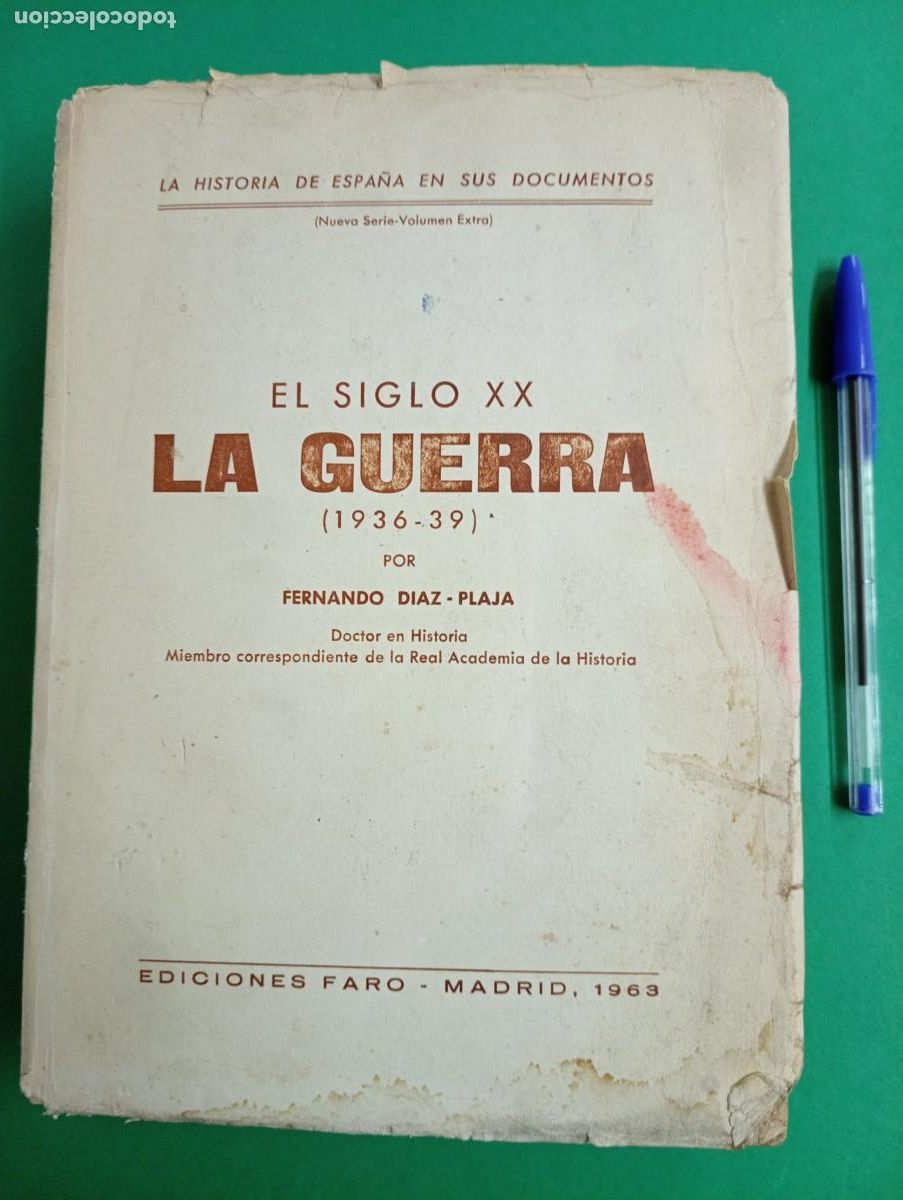 todocoleccion
LA HISTORIA DE ESPAÑA EN SUS DOCUMENTOS
(Nueva Serie-Volumen Extra)
EL SIGLO XX
LA GUERRA
(1936-39)
POR
FERNANDO DIAZ - PLAJA
Doctor en Historia
Miembro correspondiente de la Real Academia de la Historia
EDICIONES FARO - MADRID, 1963